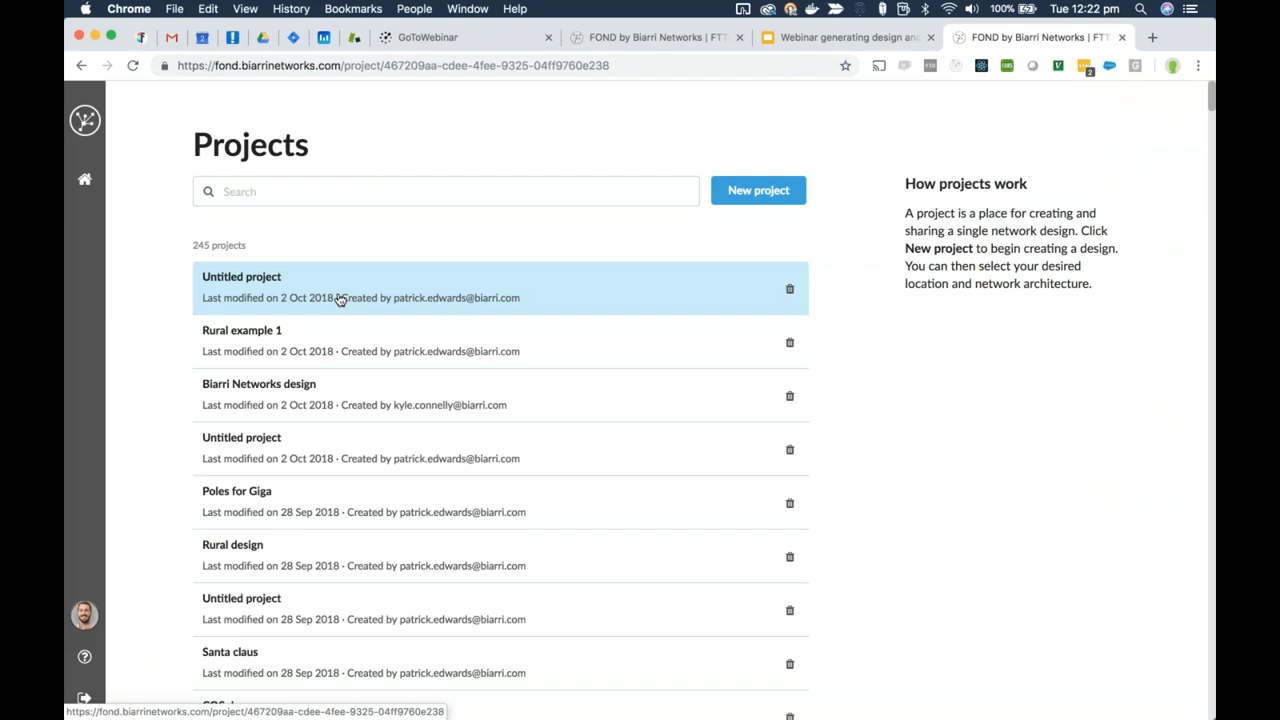 Chrome File Edit View History Bookmarks People Window Help 100% Tue 12:22 pm
GoToWebinar FOND by Biarri Networks | FTT Webinar generating design and FOND by Biarri Networks | FTT
https://fond.biarrinetworks.com/project/467209aa-cdee-4fee-9325-04ff9760e238
Projects
Search
New project
How projects work
A project is a place for creating and
sharing a single network design. Click
New project to begin creating a design.
You can then select your desired
location and network architecture.
245 projects
Untitled project
Last modified on 2 Oct 2018 · Created by patrick.edwards@biarri.com
Rural example 1
Last modified on 2 Oct 2018 · Created by patrick.edwards@biarri.com
Biarri Networks design
Last modified on 2 Oct 2018 · Created by kyle.connelly@biarri.com
Untitled project
Last modified on 2 Oct 2018 · Created by patrick.edwards@biarri.com
Poles for Giga
Last modified on 28 Sep 2018 · Created by patrick.edwards@biarri.com
Rural design
Last modified on 28 Sep 2018 · Created by patrick.edwards@biarri.com
Untitled project
Last modified on 28 Sep 2018 · Created by patrick.edwards@biarri.com
Santa claus
Last modified on 28 Sep 2018 · Created by patrick.edwards@biarri.com
https://fond.biarrinetworks.com/project/467209aa-cdee-4fee-9325-04ff9760e238